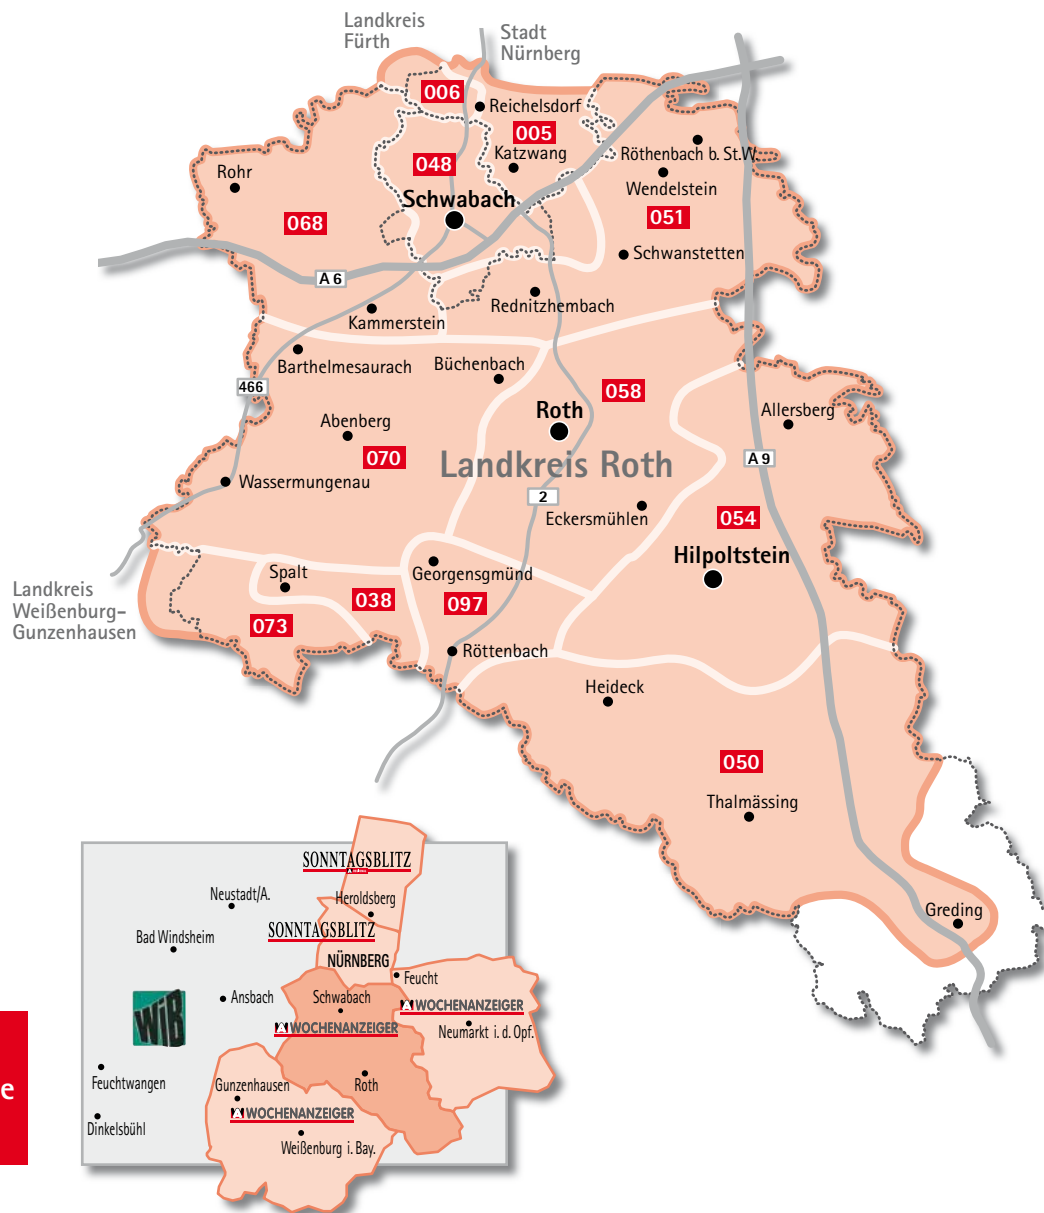 Landkreis
Fürth
Stadt
Nürnberg
006
Reichelsdorf
005
Katzwang
Röthenbach b. St.W.
048
Rohr
Wendelstein
Schwabach
051
068
Schwanstetten
A 6
Rednitzhembach
Kammerstein
Barthelmesaurach
Büchenbach
466
058
Allersberg
Abenberg
Roth
070
Landkreis Roth
A 9
Wassermungenau
2
Eckersmühlen
054
Hilpoltstein
Spalt
Georgensgmünd
Landkreis
Weißenburg-
Gunzenhausen
038
097
073
Röttenbach
Heideck
050
Thalmässing
Greding
SONNTAGSBLITZ
Neustadt/A.
Heroldsberg
SONNTAGSBLITZ
Bad Windsheim
NÜRNBERG
Feucht
Ansbach
Schwabach
WOCHENANZEIGER
WiB
WOCHENANZEIGER
Neumarkt i. d. Opf.
Feuchtwangen
Gunzenhausen
Roth
e
WOCHENANZEIGER
Dinkelsbühl
Weißenburg i. Bay.